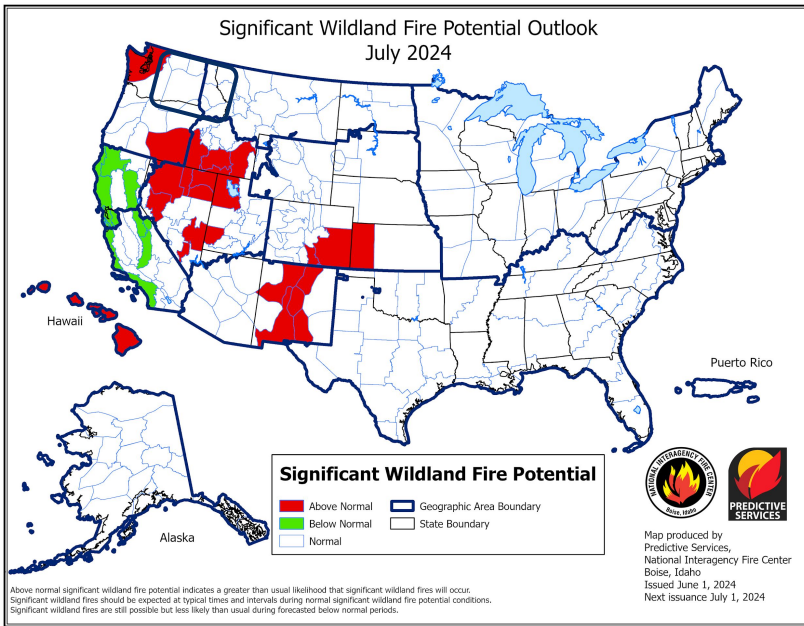 Significant Wildland Fire Potential Outlook
July 2024
Hawaii
Puerto Rico
Alaska
Significant Wildland Fire Potential
Above Normal
Geographic Area Boundary
Below Normal
State Boundary
Normal
NATIONAL INTERAGENCY FIRE CENTER
Boise, Idaho
PREDICTIVE
SERVICES
Map produced by
Predictive Services,
National Interagency Fire Center
Boise, Idaho
Issued June 1, 2024
Next issuance July 1, 2024
Above normal significant wildland fire potential indicates a greater than usual likelihood that significant wildland fires will occur.
Significant wildland fires should be expected at typical times and intervals during normal significant wildland fire potential conditions.
Significant wildland fires are still possible but less likely than usual during forecasted below normal periods.